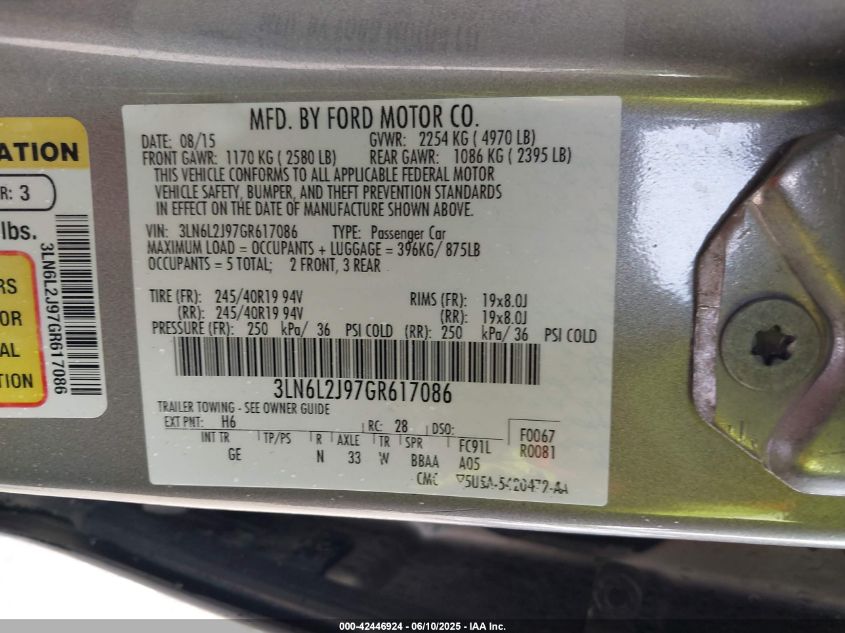 ATION
R: 3
lbs.
RS
OR
AL
TION
3LN6L2J97GR617086
MFD. BY FORD MOTOR CO.
DATE: 08/15 GVWR: 2254 KG ( 4970 LB)
FRONT GAWR: 1170 KG ( 2580 LB) REAR GAWR: 1086 KG ( 2395 LB)
THIS VEHICLE CONFORMS TO ALL APPLICABLE FEDERAL MOTOR
VEHICLE SAFETY, BUMPER, AND THEFT PREVENTION STANDARDS
IN EFFECT ON THE DATE OF MANUFACTURE SHOWN ABOVE.
VIN: 3LN6L2J97GR617086 TYPE: Passenger Car
MAXIMUM LOAD = OCCUPANTS + LUGGAGE = 396KG/ 875LB
OCCUPANTS = 5 TOTAL; 2 FRONT, 3 REAR
TIRE (FR): 245/40R19 94V RIMS (FR): 19x8.0J
(RR): 245/40R19 94V (RR): 19x8.0J
PRESSURE (FR): 250 kPa/ 36 PSI COLD (RR): 250 kPa/ 36 PSI COLD
3LN6L2J97GR617086
TRAILER TOWING - SEE OWNER GUIDE
EXT PNT: H6 RC: 28 DSO: F0067
INT TR TP/PS R AXLE TR SPR FC91L R0081
GE N 33 W BBAA A05
CMC
000-42446924 - 06/10/2025 - IAA Inc.